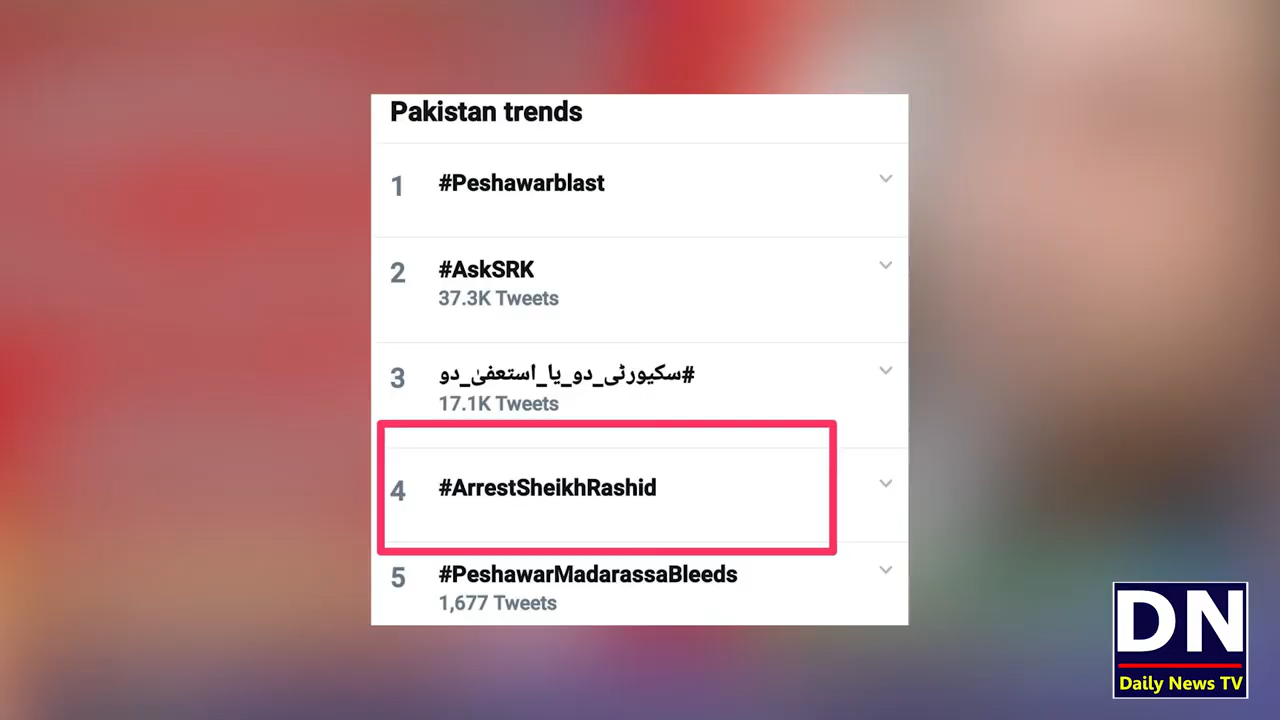 Pakistan trends
1
#Peshawarblast
2
#AskSRK
37.3K Tweets
3
#سکیورٹی_دو_یا_استعفیٰ_دو
17.1K Tweets
4
#ArrestSheikhRashid
5
#PeshawarMadarassaBleeds
1,677 Tweets
DN
Daily News TV